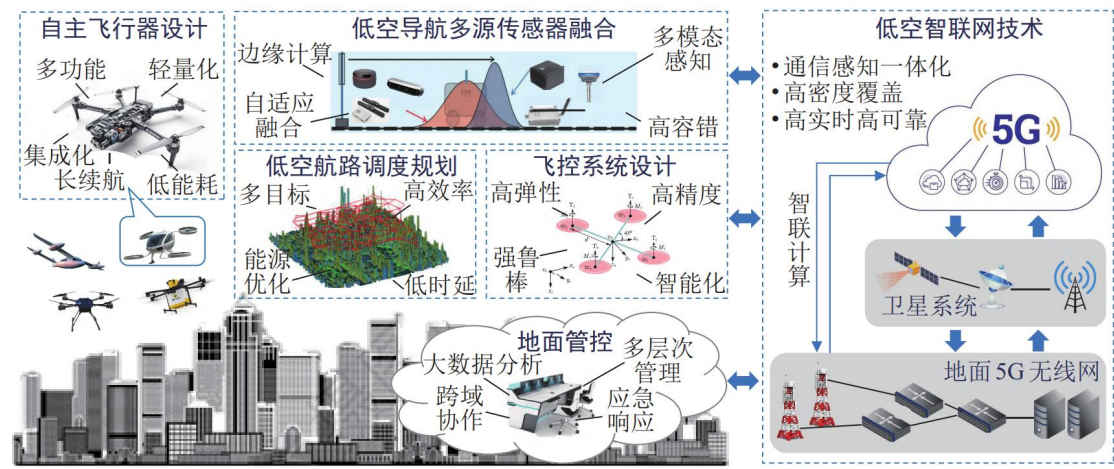 自主飞行器设计
多功能
轻量化
集成化
长续航
低能耗
低空导航多源传感器融合
边缘计算
多模态
感知
自适应
融合
???
高容错
低空航路调度规划
多目标
高效率
能源
优化
低时延
飞控系统设计
高弹性
高精度
强鲁
棒
智能化
地面管控
大数据分析
多层次
管理
跨域
协作
应急
响应
低空智联网技术
•通信感知一体化
•高密度覆盖
•高实时高可靠
5G
智联计算
卫星系统
地面5G无线网